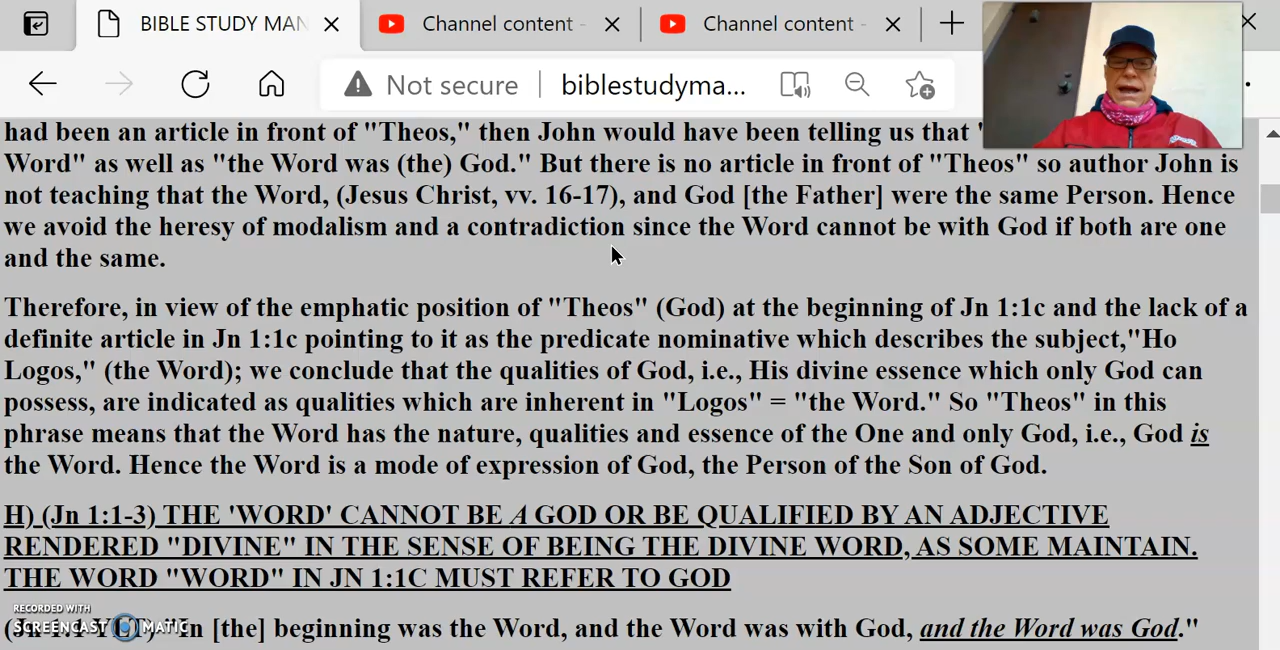 BIBLE STUDY MAN
Channel content -
Channel content -
Not secure
biblestudyma...
had been an article in front of "Theos," then John would have been telling us that "
Word" as well as "the Word was (the) God." But there is no article in front of "Theos" so author John is
not teaching that the Word, (Jesus Christ, vv. 16-17), and God [the Father] were the same Person. Hence
we avoid the heresy of modalism and a contradiction since the Word cannot be with God if both are one
and the same.
Therefore, in view of the emphatic position of "Theos" (God) at the beginning of Jn 1:1c and the lack of a
definite article in Jn 1:1c pointing to it as the predicate nominative which describes the subject,"Ho
Logos," (the Word); we conclude that the qualities of God, i.e., His divine essence which only God can
possess, are indicated as qualities which are inherent in "Logos" = "the Word." So "Theos" in this
phrase means that the Word has the nature, qualities and essence of the One and only God, i.e., God is
the Word. Hence the Word is a mode of expression of God, the Person of the Son of God.
H) (Jn 1:1-3) THE 'WORD' CANNOT BE A GOD OR BE QUALIFIED BY AN ADJECTIVE
RENDERED "DIVINE" IN THE SENSE OF BEING THE DIVINE WORD, AS SOME MAINTAIN.
THE WORD "WORD" IN JN 1:1C MUST REFER TO GOD
RECORDED WITH
SCREENCAST MATIC
(Jn 1:1 YLT) "In [the] beginning was the Word, and the Word was with God, and the Word was God."